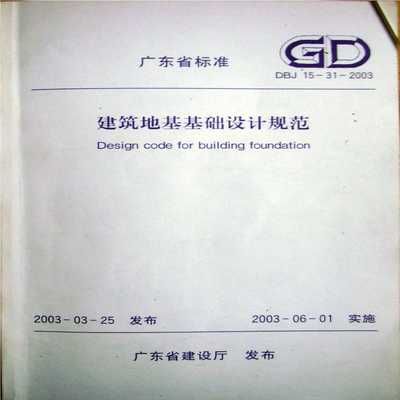 广东省标准
GD
DBJ 15-31-2003
建筑地基基础设计规范
Design code for building foundation
2003-03-25 发布
2003-06-01 实施
广东省建设厅 发布